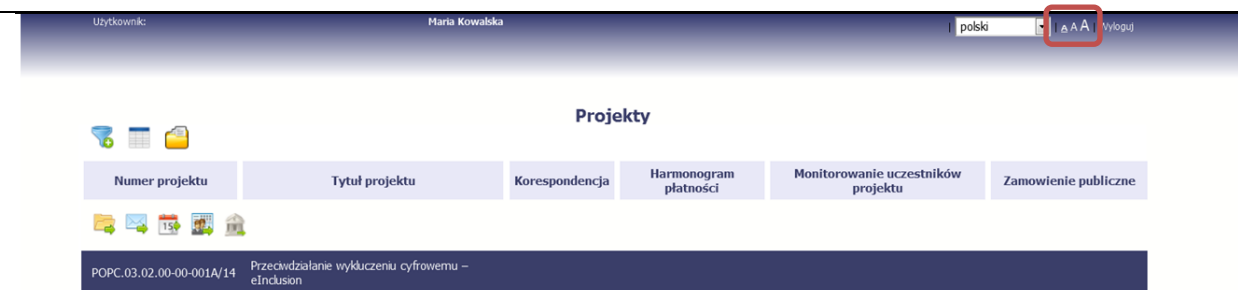 Użytkownik: Maria Kowalska | polski | A A A | Wyloguj
Projekty
Numer projektu Tytuł projektu Korespondencja Harmonogram płatności Monitorowanie uczestników projektu Zamowienie publiczne
15
POPC.03.02.00-00-001A/14 Przeciwdziałanie wykluczeniu cyfrowemu –
eInclusion